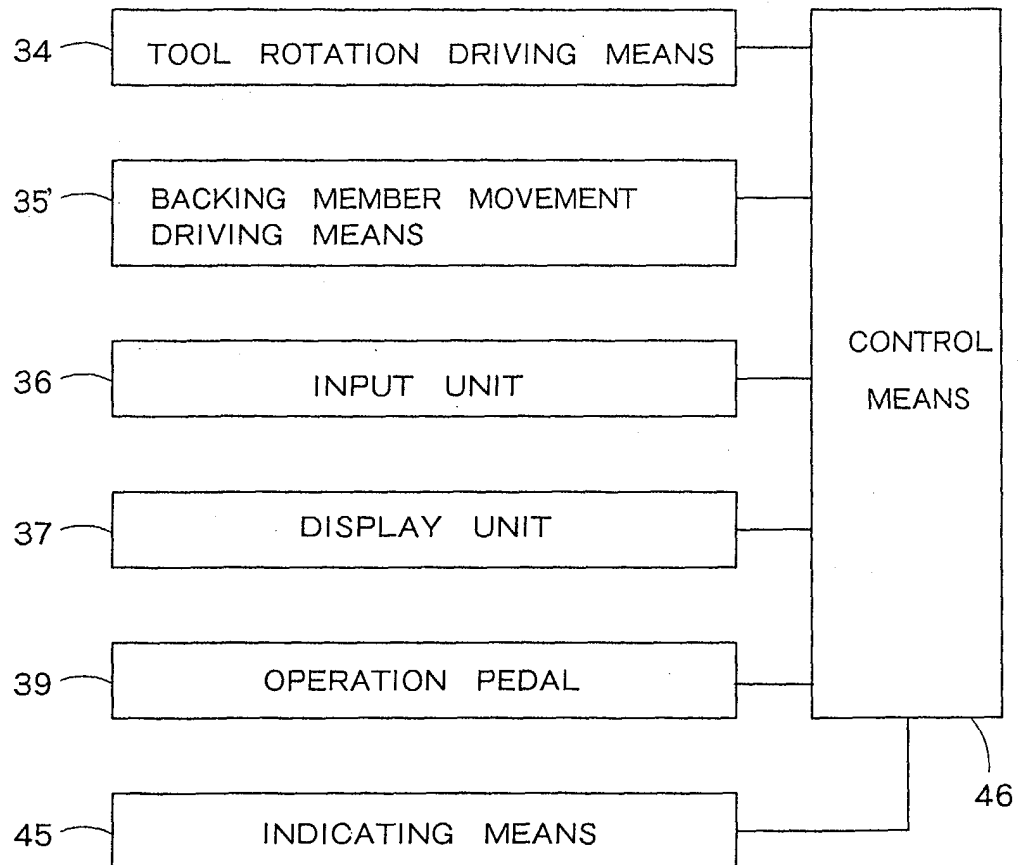 34 TOOL ROTATION DRIVING MEANS
35' BACKING MEMBER MOVEMENT
DRIVING MEANS
36 INPUT UNIT
CONTROL
MEANS
37 DISPLAY UNIT
39 OPERATION PEDAL
46
45 INDICATING MEANS